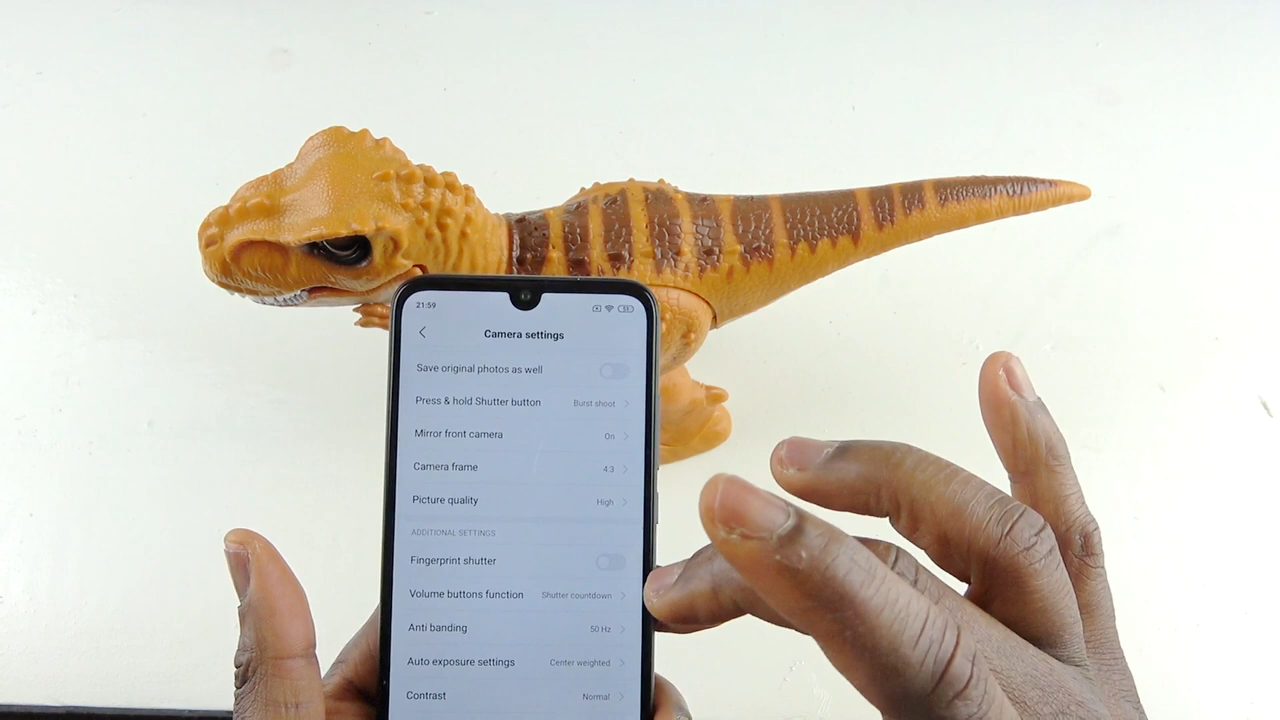 21:59
51
Camera settings
Save original photos as well
Press & hold Shutter button Burst shoot
Mirror front camera On
Camera frame 4:3
Picture quality High
ADDITIONAL SETTINGS
Fingerprint shutter
Volume buttons function Shutter countdown
Anti banding 50 Hz
Auto exposure settings Center weighted
Contrast Normal